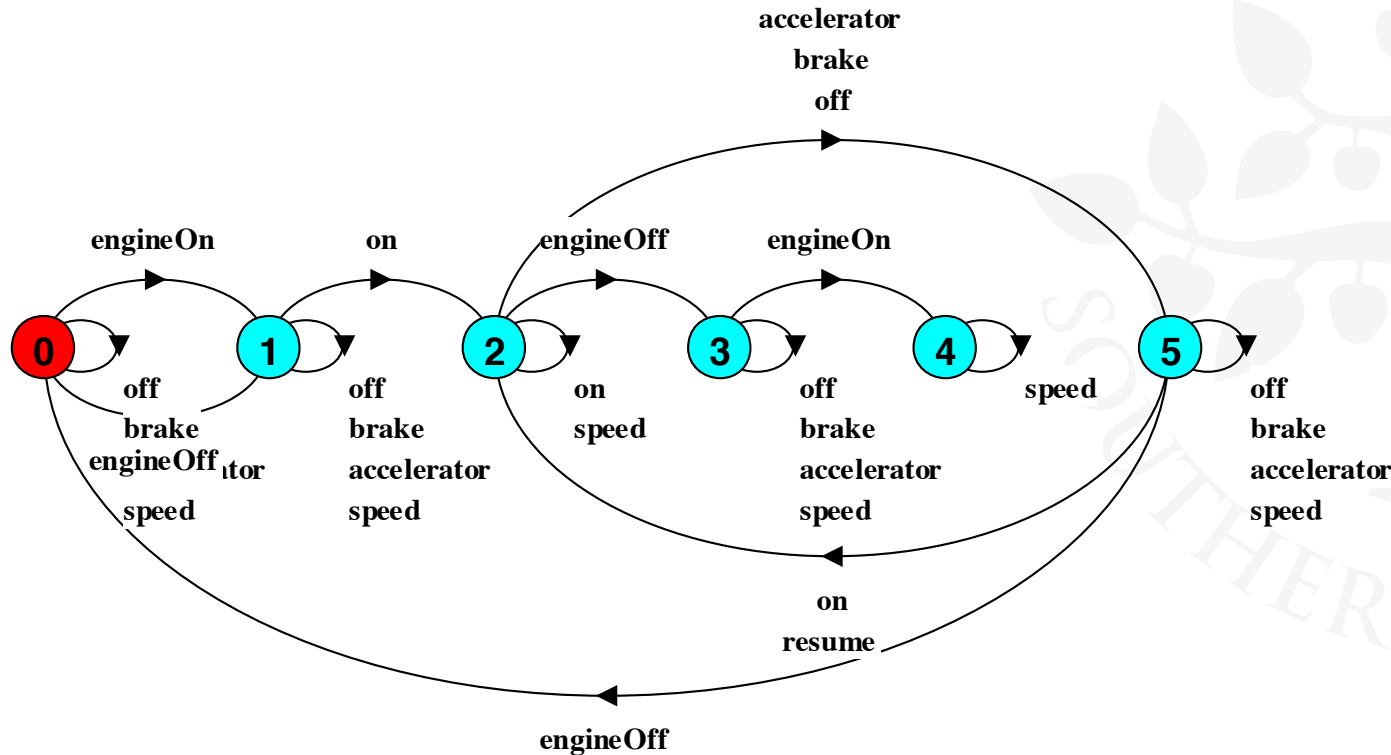 accelerator
brake
off
engineOn
on
engineOff
engineOn
0
1
2
3
4
5
off
brake
engineOff
speed
off
brake
accelerator
speed
on
speed
off
brake
accelerator
speed
speed
off
brake
accelerator
speed
on
resume
engineOff
SOUTHER